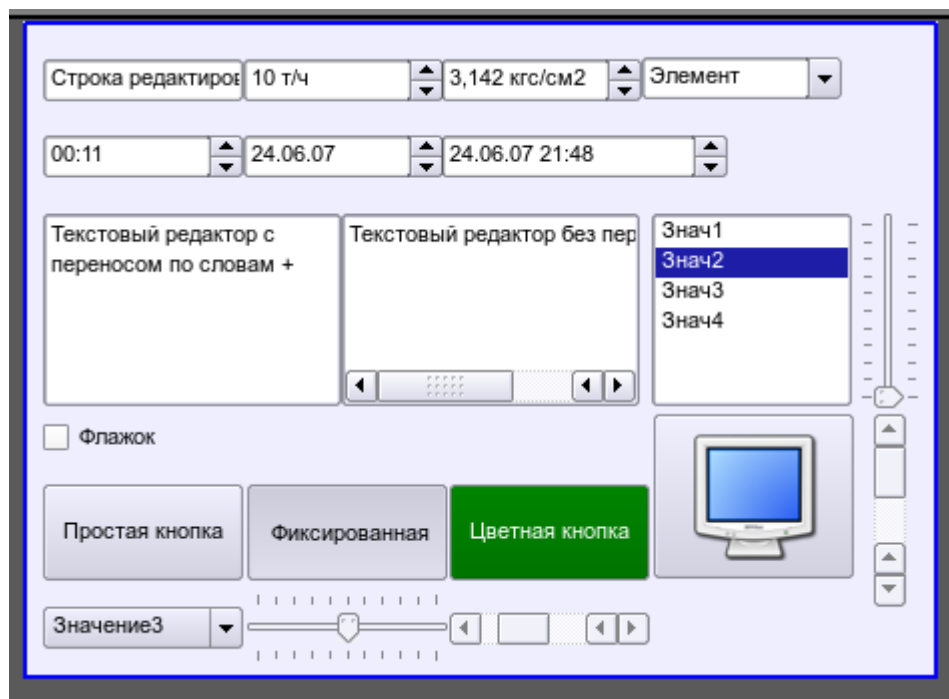 Строка редактиров
10 т/ч
3,142 кгс/см2
Элемент
00:11
24.06.07
24.06.07 21:48
Текстовый редактор с
переносом по словам +
Текстовый редактор без пер
Знач1
Знач2
Знач3
Знач4
Флажок
Простая кнопка
Фиксированная
Цветная кнопка
Значение3